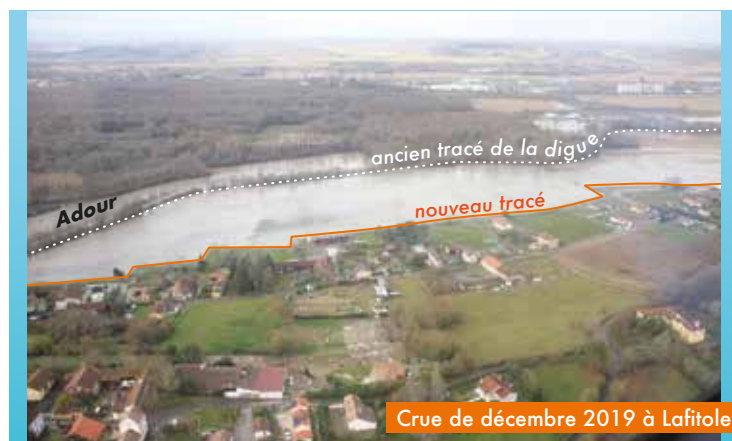 ancien tracé de la digue
Adour
nouveau tracé
Crue de décembre 2019 à Lafitole